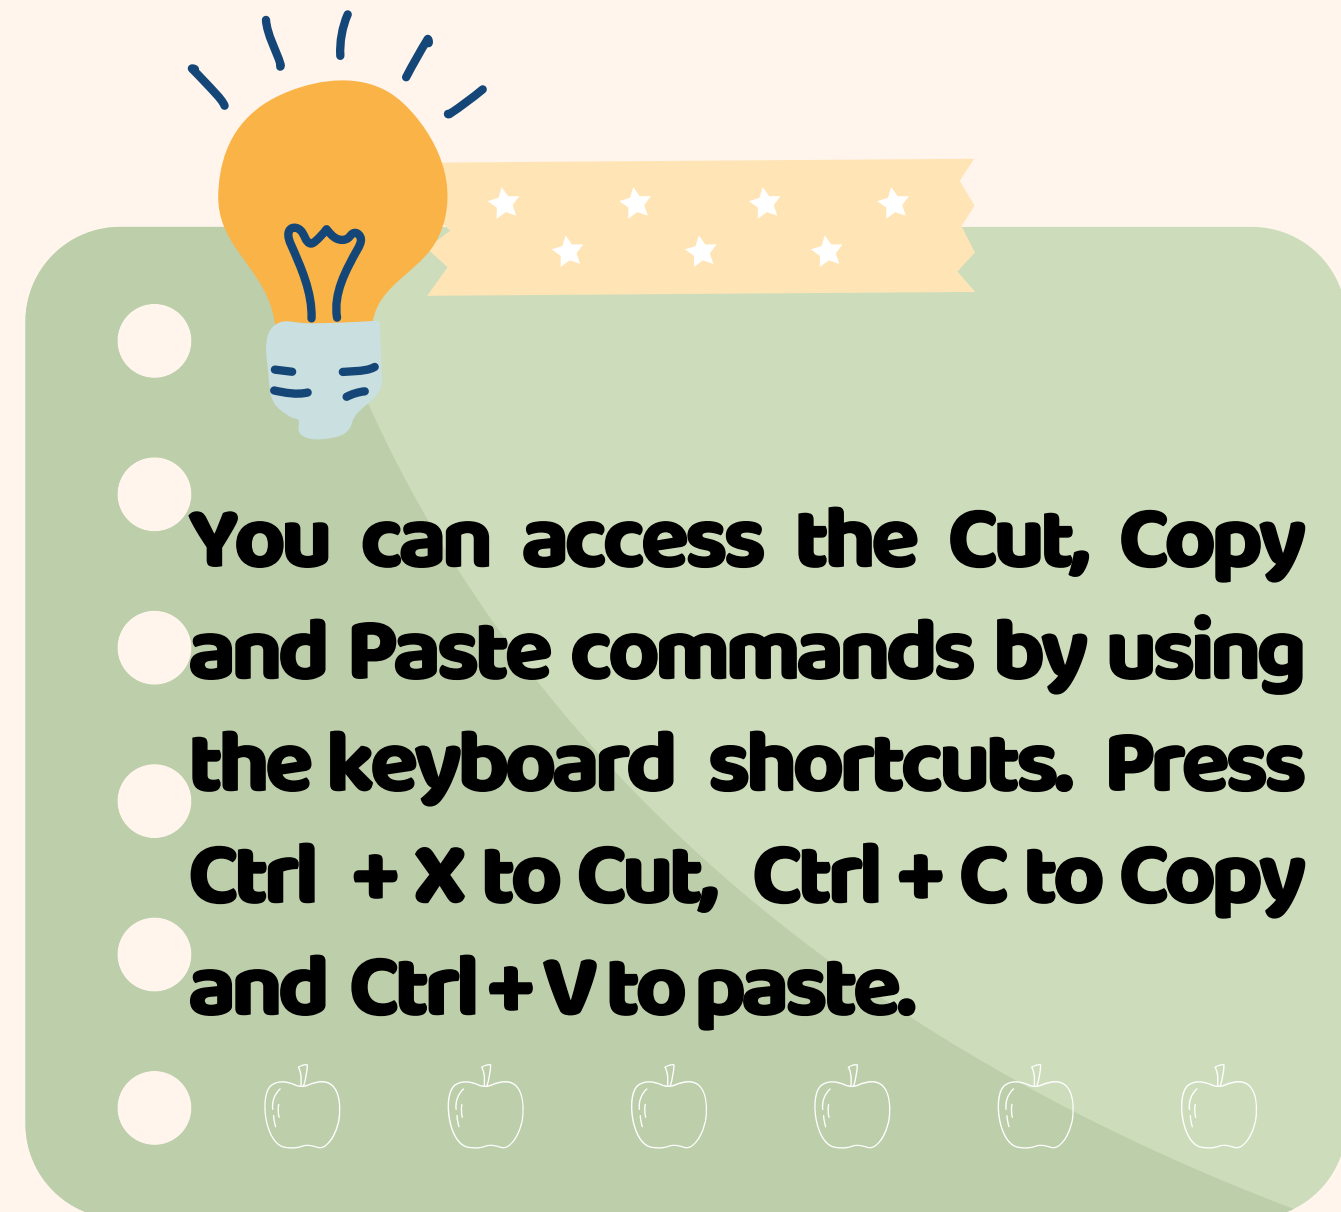 You can access the Cut, Copy
and Paste commands by using
the keyboard shortcuts. Press
Ctrl + X to Cut, Ctrl + C to Copy
and Ctrl + V to paste.